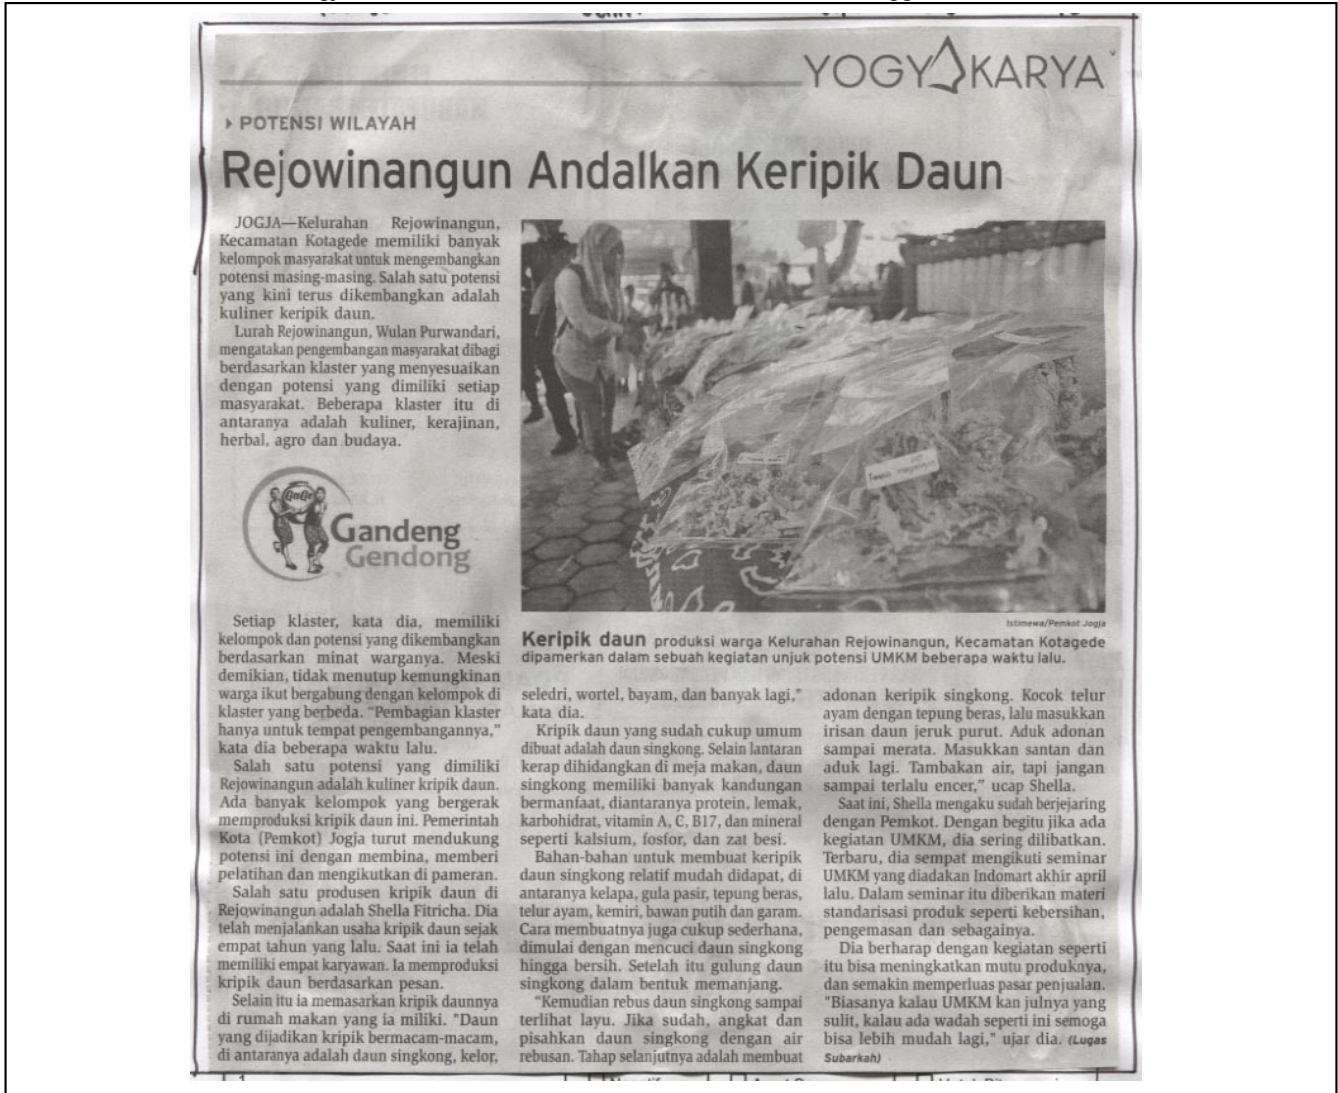 YOGYAKARYA
POTENSI WILAYAH
Rejowinangun Andalkan Keripik Daun
JOGJA—Kelurahan Rejowinangun,
Kecamatan Kotagede memiliki banyak
kelompok masyarakat untuk mengembangkan
potensi masing-masing. Salah satu potensi
yang kini terus dikembangkan adalah
kuliner keripik daun.
Lurah Rejowinangun, Wulan Purwandari,
mengatakan pengembangan masyarakat dibagi
berdasarkan klaster yang menyesuaikan
dengan potensi yang dimiliki setiap
masyarakat. Beberapa klaster itu di
antaranya adalah kuliner, kerajinan,
herbal, agro dan budaya.
GaGe
Gandeng
Gendong
Setiap klaster, kata dia, memiliki
kelompok dan potensi yang dikembangkan
berdasarkan minat warganya. Meski
demikian, tidak menutup kemungkinan
warga ikut bergabung dengan kelompok di
klaster yang berbeda. "Pembagian klaster
hanya untuk tempat pengembangannya,"
kata dia beberapa waktu lalu.
Salah satu potensi yang dimiliki
Rejowinangun adalah kuliner kripik daun.
Ada banyak kelompok yang bergerak
memproduksi kripik daun ini. Pemerintah
Kota (Pemkot) Jogja turut mendukung
potensi ini dengan membina, memberi
pelatihan dan mengikutkan di pameran.
Salah satu produsen kripik daun di
Rejowinangun adalah Shella Fitricha. Dia
telah menjalankan usaha kripik daun sejak
empat tahun yang lalu. Saat ini ia telah
memiliki empat karyawan. Ia memproduksi
kripik daun berdasarkan pesan.
Selain itu ia memasarkan kripik daunnya
di rumah makan yang ia miliki. "Daun
yang dijadikan kripik bermacam-macam,
di antaranya adalah daun singkong, kelor,
Istimewa/Pemkot Jogja
Keripik daun produksi warga Kelurahan Rejowinangun, Kecamatan Kotagede
dipamerkan dalam sebuah kegiatan unjuk potensi UMKM beberapa waktu lalu.
seledri, wortel, bayam, dan banyak lagi,"
kata dia.
Kripik daun yang sudah cukup umum
dibuat adalah daun singkong. Selain lantaran
kerap dihidangkan di meja makan, daun
singkong memiliki banyak kandungan
bermanfaat, diantaranya protein, lemak,
karbohidrat, vitamin A, C, B17, dan mineral
seperti kalsium, fosfor, dan zat besi.
Bahan-bahan untuk membuat keripik
daun singkong relatif mudah didapat, di
antaranya kelapa, gula pasir, tepung beras,
telur ayam, kemiri, bawan putih dan garam.
Cara membuatnya juga cukup sederhana,
dimulai dengan mencuci daun singkong
hingga bersih. Setelah itu gulung daun
singkong dalam bentuk memanjang.
"Kemudian rebus daun singkong sampai
terlihat layu. Jika sudah, angkat dan
pisahkan daun singkong dengan air
rebusan. Tahap selanjutnya adalah membuat
adonan keripik singkong. Kocok telur
ayam dengan tepung beras, lalu masukkan
irisan daun jeruk purut. Aduk adonan
sampai merata. Masukkan santan dan
aduk lagi. Tambakan air, tapi jangan
sampai terlalu encer," ucap Shella.
Saat ini, Shella mengaku sudah berjejaring
dengan Pemkot. Dengan begitu jika ada
kegiatan UMKM, dia sering dilibatkan.
Terbaru, dia sempat mengikuti seminar
UMKM yang diadakan Indomart akhir april
lalu. Dalam seminar itu diberikan materi
standarisasi produk seperti kebersihan,
pengemasan dan sebagainya.
Dia berharap dengan kegiatan seperti
itu bisa meningkatkan mutu produknya,
dan semakin memperluas pasar penjualan.
"Biasanya kalau UMKM kan julnya yang
sulit, kalau ada wadah seperti ini semoga
bisa lebih mudah lagi," ujar dia. (Lugas
Subarkah)